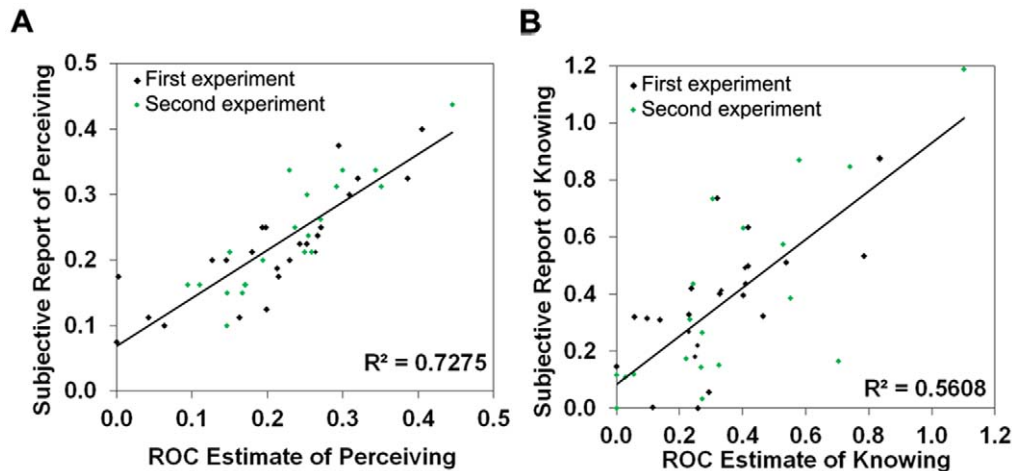 A
Subjective Report of Perceiving
0.5
0.4
0.3
0.2
0.1
0.0
First experiment
Second experiment
R² = 0.7275
0.0 0.1 0.2 0.3 0.4 0.5
ROC Estimate of Perceiving
B
Subjective Report of Knowing
1.2
1.0
0.8
0.6
0.4
0.2
0.0
First experiment
Second experiment
R² = 0.5608
0.0 0.2 0.4 0.6 0.8 1.0 1.2
ROC Estimate of Knowing